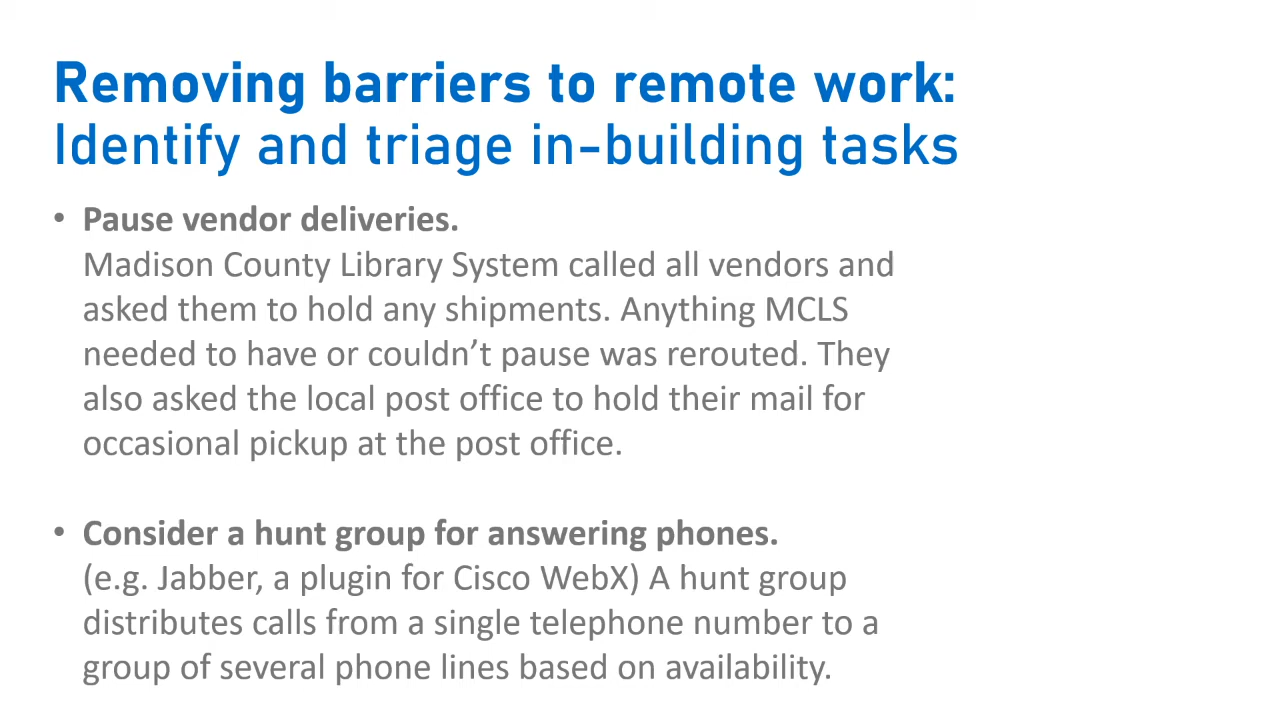 Removing barriers to remote work:
Identify and triage in-building tasks
• Pause vendor deliveries.
Madison County Library System called all vendors and
asked them to hold any shipments. Anything MCLS
needed to have or couldn’t pause was rerouted. They
also asked the local post office to hold their mail for
occasional pickup at the post office.
• Consider a hunt group for answering phones.
(e.g. Jabber, a plugin for Cisco WebX) A hunt group
distributes calls from a single telephone number to a
group of several phone lines based on availability.